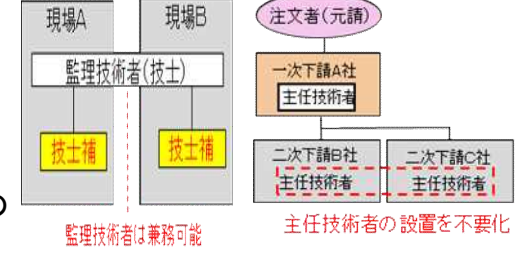 現場A
現場B
監理技術者(技士)
技士補
技士補
の
監理技術者は兼務可能
注文者(元請)
一次下請A社
主任技術者
二次下請B社
主任技術者
二次下請C社
主任技術者
主任技術者の設置を不要化